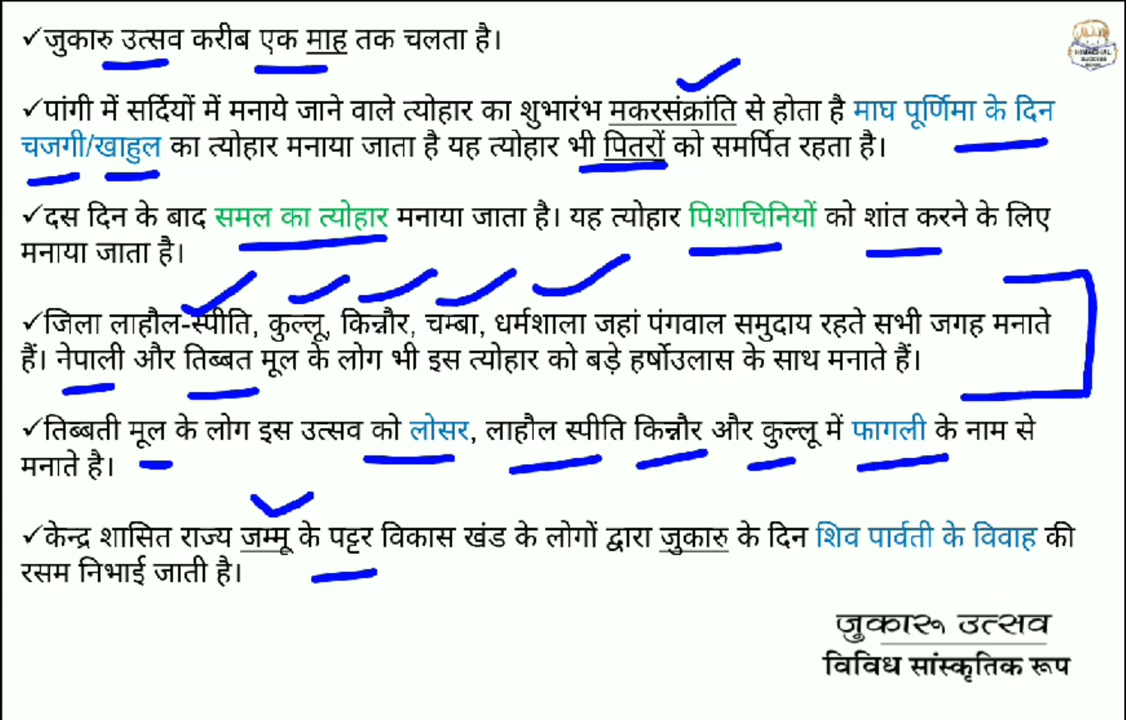 ✓जुकारु उत्सव करीब एक माह तक चलता है।
✓पांगी में सर्दियों में मनाये जाने वाले त्योहार का शुभारंभ मकरसंक्रांति से होता है माघ पूर्णिमा के दिन
चजगी/खाहुल का त्योहार मनाया जाता है यह त्योहार भी पितरों को समर्पित रहता है।
✓दस दिन के बाद समल का त्योहार मनाया जाता है। यह त्योहार पिशाचिनियों को शांत करने के लिए
मनाया जाता है।
✓जिला लाहौल-स्पीति, कुल्लू, किन्नौर, चम्बा, धर्मशाला जहां पंगवाल समुदाय रहते सभी जगह मनाते
हैं। नेपाली और तिब्बत मूल के लोग भी इस त्योहार को बड़े हर्षोउलास के साथ मनाते हैं।
✓तिब्बती मूल के लोग इस उत्सव को लोसर, लाहौल स्पीति किन्नौर और कुल्लू में फागली के नाम से
मनाते है।
✓केन्द्र शासित राज्य जम्मू के पट्टर विकास खंड के लोगों द्वारा जुकारु के दिन शिव पार्वती के विवाह की
रसम निभाई जाती है।
जुकारू उत्सव
विविध सांस्कृतिक रूप
HIMACHAL
SUCCESS